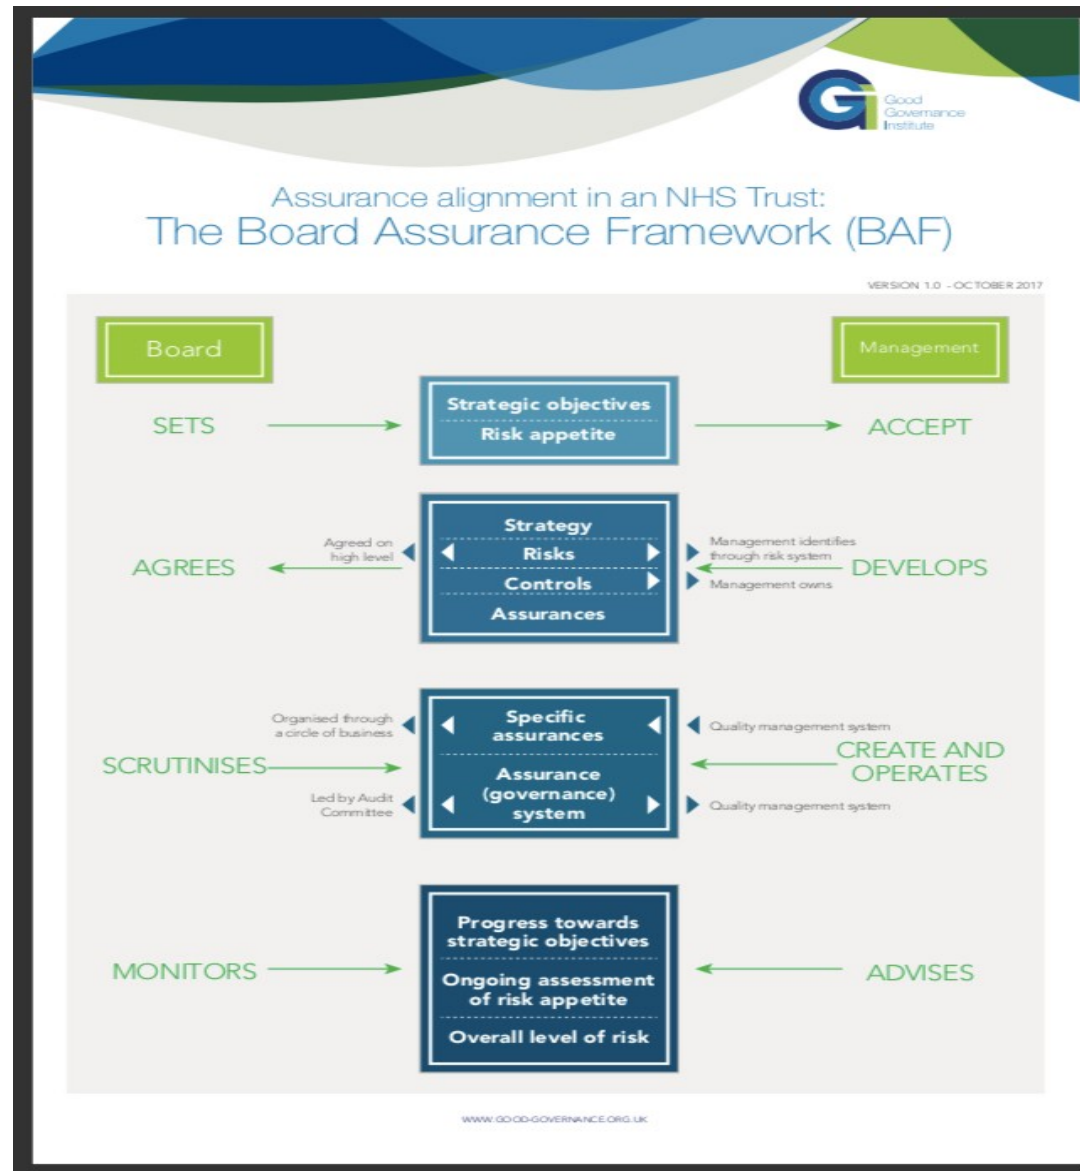 Good
Governance
Institute
Assurance alignment in an NHS Trust:
The Board Assurance Framework (BAF)
VERSION 1.0 - OCTOBER 2017
Board
Management
SETS
Strategic objectives
Risk appetite
ACCEPT
AGREES
Agreed on
high level
Strategy
Risks
Controls
Assurances
Management identifies
through risk system
Management owns
DEVELOPS
SCRUTINISES
Organised through
a circle of business
Led by Audit
Committee
Specific
assurances
Assurance
(governance)
system
Quality management system
Quality management system
CREATE AND
OPERATES
MONITORS
Progress towards
strategic objectives
Ongoing assessment
of risk appetite
Overall level of risk
ADVISES
WWW.GOOD-GOVERNANCE.ORG.UK